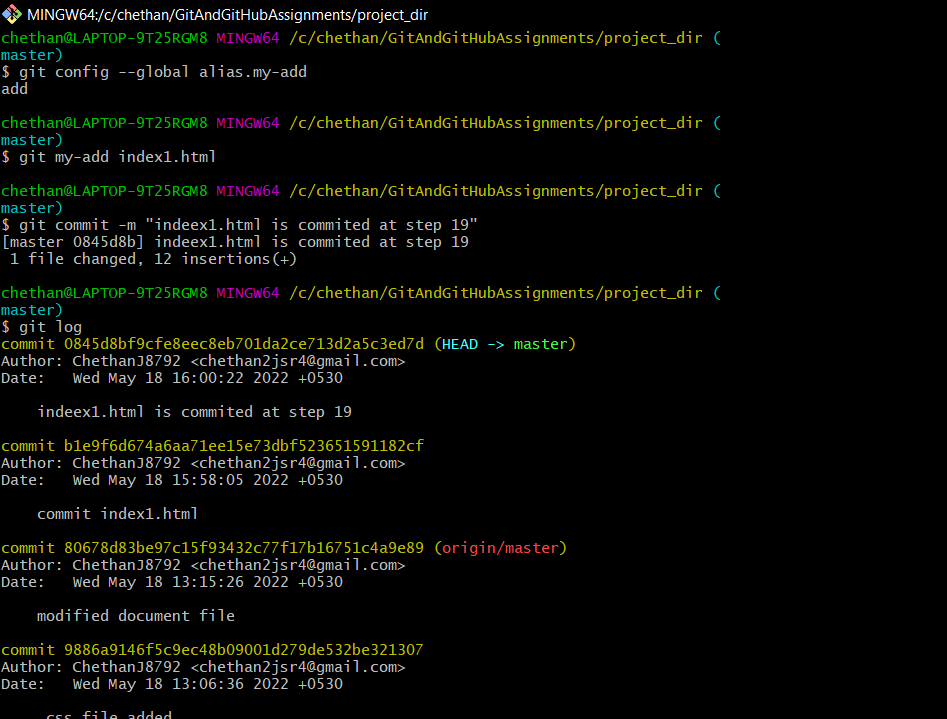 MINGW64:/c/chethan/GitAndGitHubAssignments/project_dir
chethan@LAPTOP-9T25RGM8 MINGW64 /c/chethan/GitAndGitHubAssignments/project_dir (
master)
$ git config --global alias.my-add
add
chethan@LAPTOP-9T25RGM8 MINGW64 /c/chethan/GitAndGitHubAssignments/project_dir (
master)
$ git my-add index1.html
chethan@LAPTOP-9T25RGM8 MINGW64 /c/chethan/GitAndGitHubAssignments/project_dir (
master)
$ git commit -m "indeex1.html is commited at step 19"
[master 0845d8b] indeex1.html is commited at step 19
 1 file changed, 12 insertions(+)
chethan@LAPTOP-9T25RGM8 MINGW64 /c/chethan/GitAndGitHubAssignments/project_dir (
master)
$ git log
commit 0845d8bf9cfe8eec8eb701da2ce713d2a5c3ed7d (HEAD -> master)
Author: ChethanJ8792 <chethan2jsr4@gmail.com>
Date:   Wed May 18 16:00:22 2022 +0530
    indeex1.html is commited at step 19
commit b1e9f6d674a6aa71ee15e73dbf523651591182cf
Author: ChethanJ8792 <chethan2jsr4@gmail.com>
Date:   Wed May 18 15:58:05 2022 +0530
    commit index1.html
commit 80678d83be97c15f93432c77f17b16751c4a9e89 (origin/master)
Author: ChethanJ8792 <chethan2jsr4@gmail.com>
Date:   Wed May 18 13:15:26 2022 +0530
    modified document file
commit 9886a9146f5c9ec48b09001d279de532be321307
Author: ChethanJ8792 <chethan2jsr4@gmail.com>
Date:   Wed May 18 13:06:36 2022 +0530
    css file added